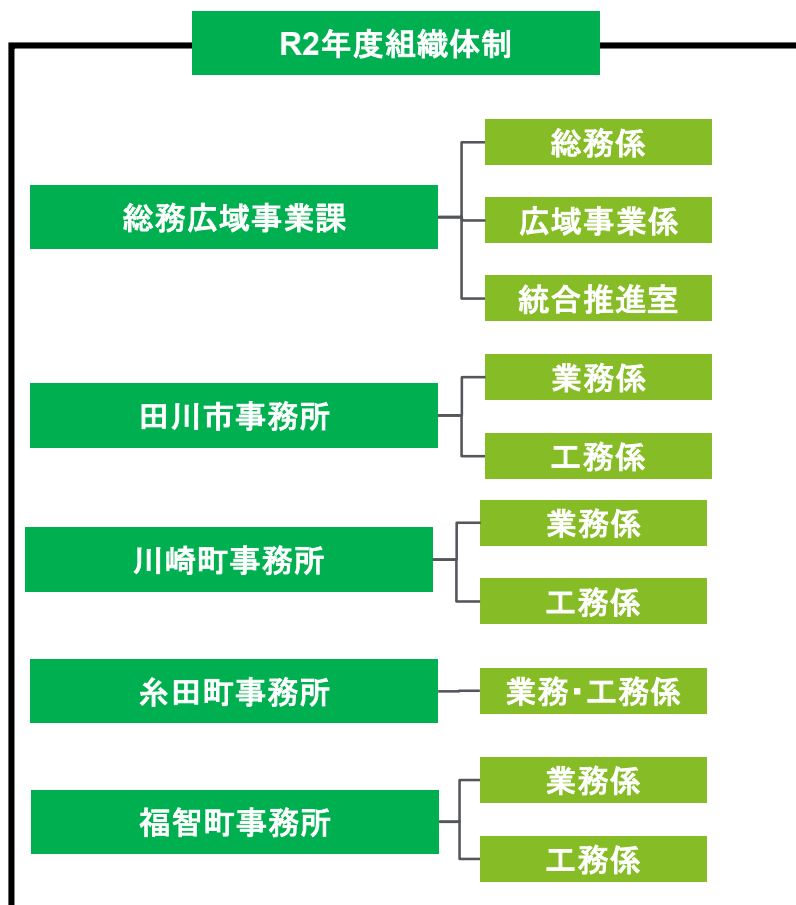 R2年度組織体制
総務広域事業課
総務係
広域事業係
統合推進室
田川市事務所
業務係
工務係
川崎町事務所
業務係
工務係
糸田町事務所
業務・工務係
福智町事務所
業務係
工務係